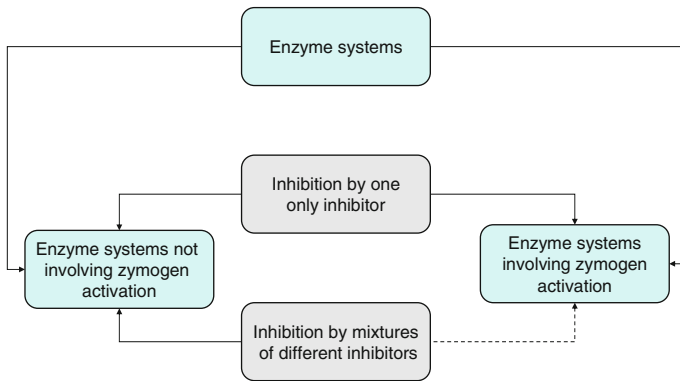 Enzyme systems
Inhibition by one
only inhibitor
Enzyme systems not
involving zymogen
activation
Enzyme systems
involving zymogen
activation
Inhibition by mixtures
of different inhibitors